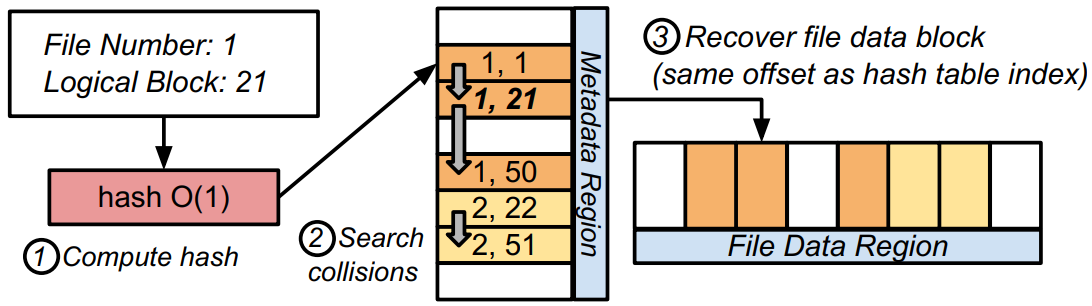 File Number: 1
Logical Block: 21
hash O(1)
1 Compute hash
2 Search
collisions
1, 1
1, 21
1, 50
2, 22
2, 51
Metadata Region
3 Recover file data block
(same offset as hash table index)
File Data Region